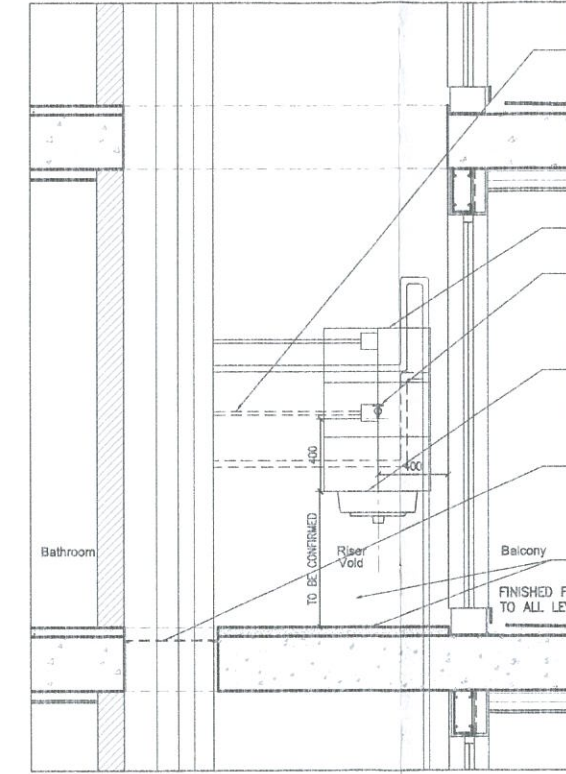 400
400
TO BE CONFIRMED
Bathroom
Riser
Void
Balcony
FINISHED F
TO ALL LEV